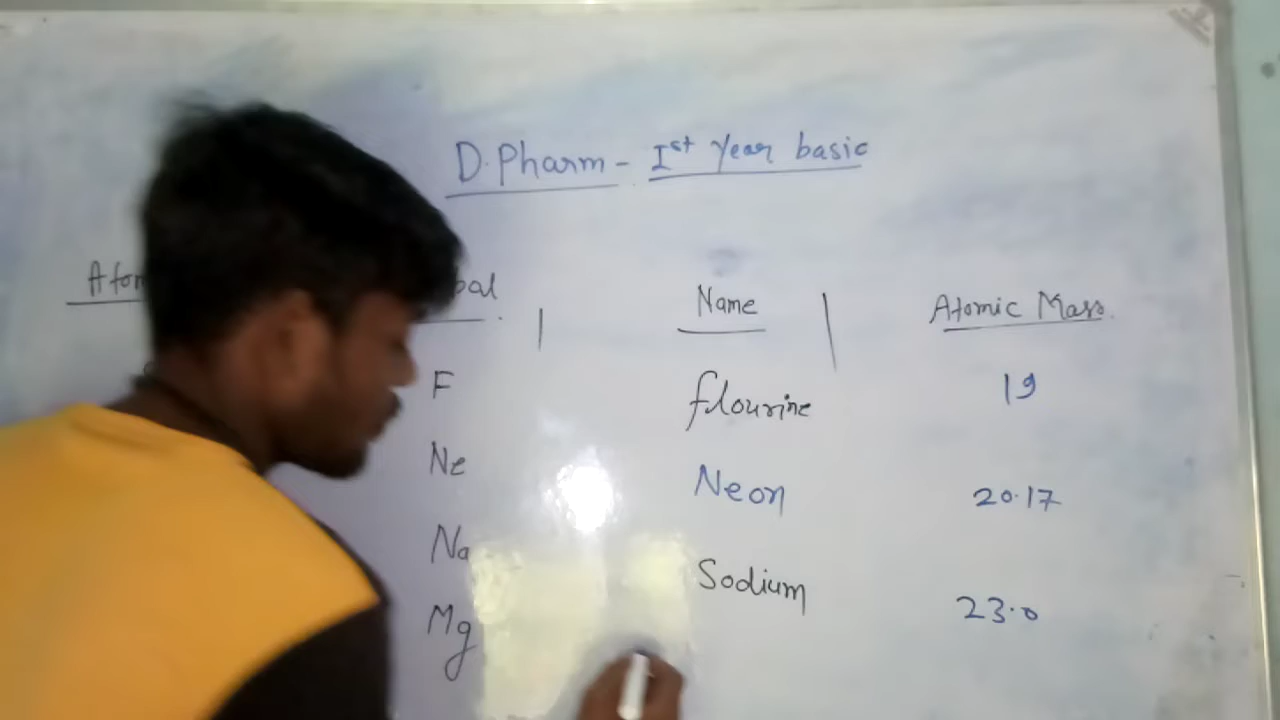 D.Pharm - Ist Year basic
Name | Atomic Mass
F flourine 19
Ne Neon 20.17
Na Sodium 23.0
Mg